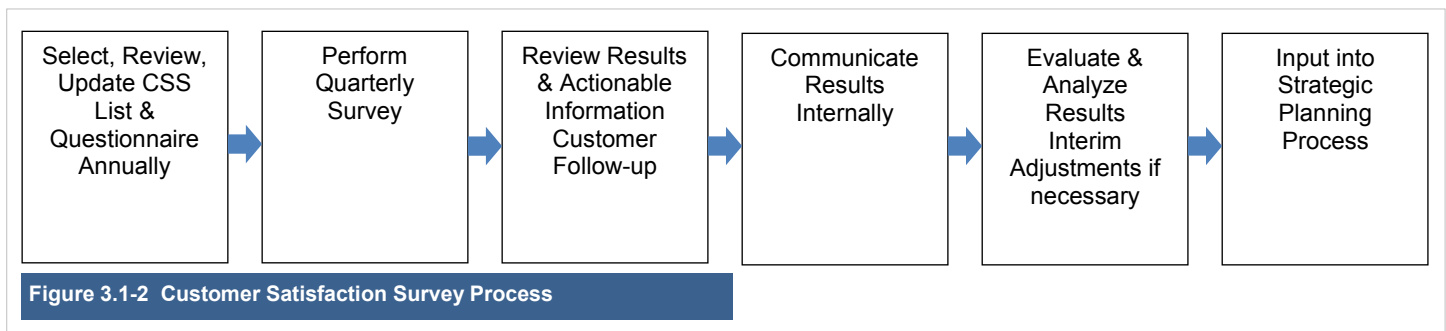 Select, Review,
Update CSS
List &
Questionnaire
Annually
Perform
Quarterly
Survey
Review Results
& Actionable
Information
Customer
Follow-up
Communicate
Results
Internally
Evaluate &
Analyze
Results
Interim
Adjustments if
necessary
Input into
Strategic
Planning
Process
Figure 3.1-2 Customer Satisfaction Survey Process